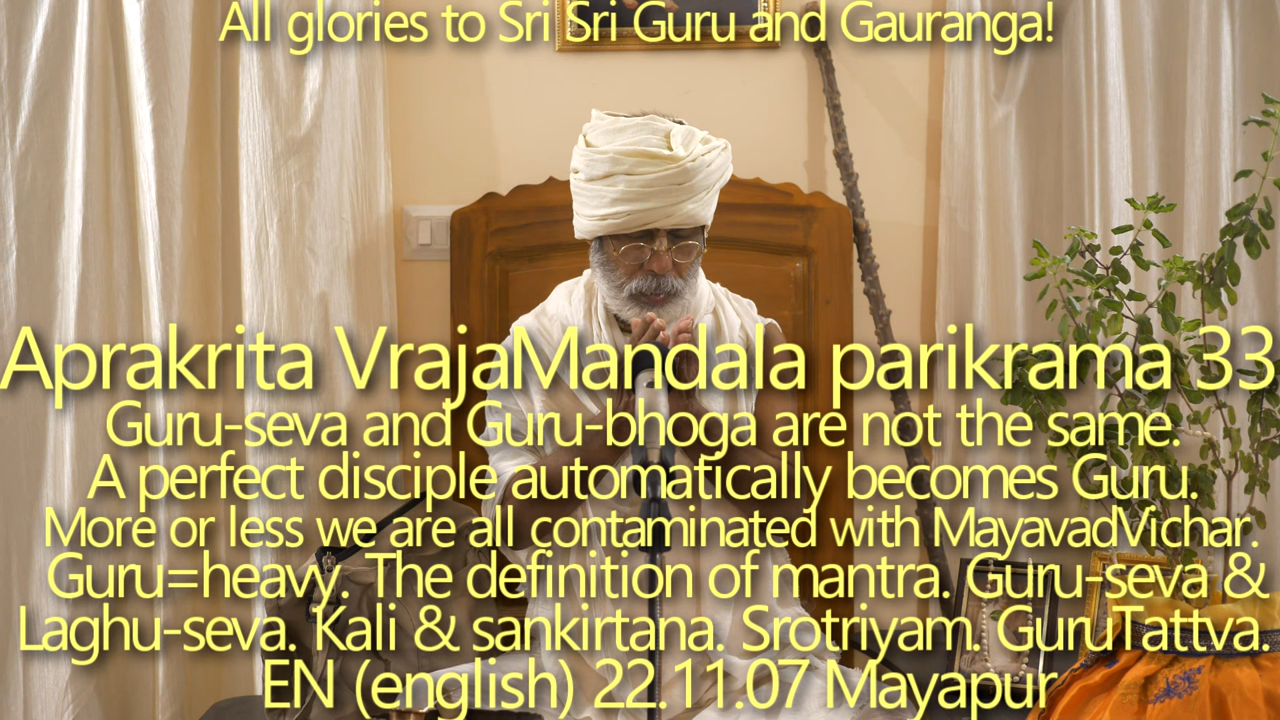 All glories to Sri Sri Guru and Gauranga!
Aprakrita VrajaMandala parikrama 33
Guru-seva and Guru-bhoga are not the same.
A perfect disciple automatically becomes Guru.
More or less we are all contaminated with MayavadVichar.
Guru=heavy. The definition of mantra. Guru-seva &
Laghu-seva. Kali & sankirtana. Srotriyam. GuruTattva.
EN (english) 22.11.07 Mayapur